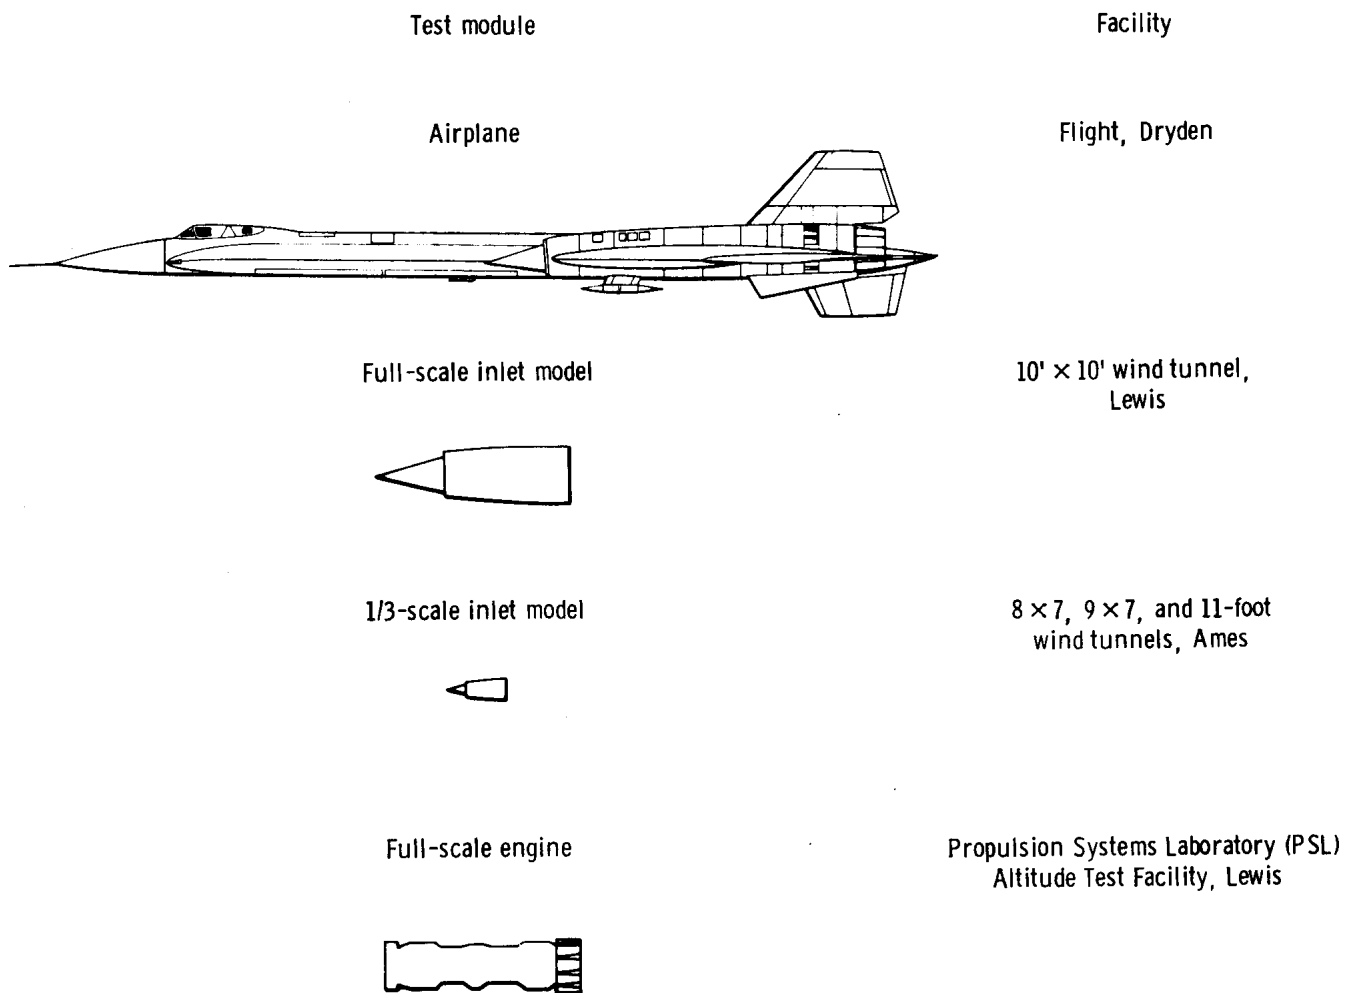 Test module
Facility
Airplane
Flight, Dryden
Full-scale inlet model
10' × 10' wind tunnel,
Lewis
1/3-scale inlet model
8 × 7, 9 × 7, and 11-foot
wind tunnels, Ames
Full-scale engine
Propulsion Systems Laboratory (PSL)
Altitude Test Facility, Lewis